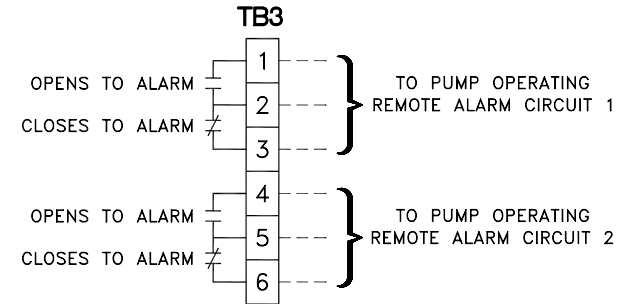 TB3
1
OPENS TO ALARM
TO PUMP OPERATING
2
REMOTE ALARM CIRCUIT 1
CLOSES TO ALARM
3
4
OPENS TO ALARM
TO PUMP OPERATING
5
REMOTE ALARM CIRCUIT 2
CLOSES TO ALARM
6